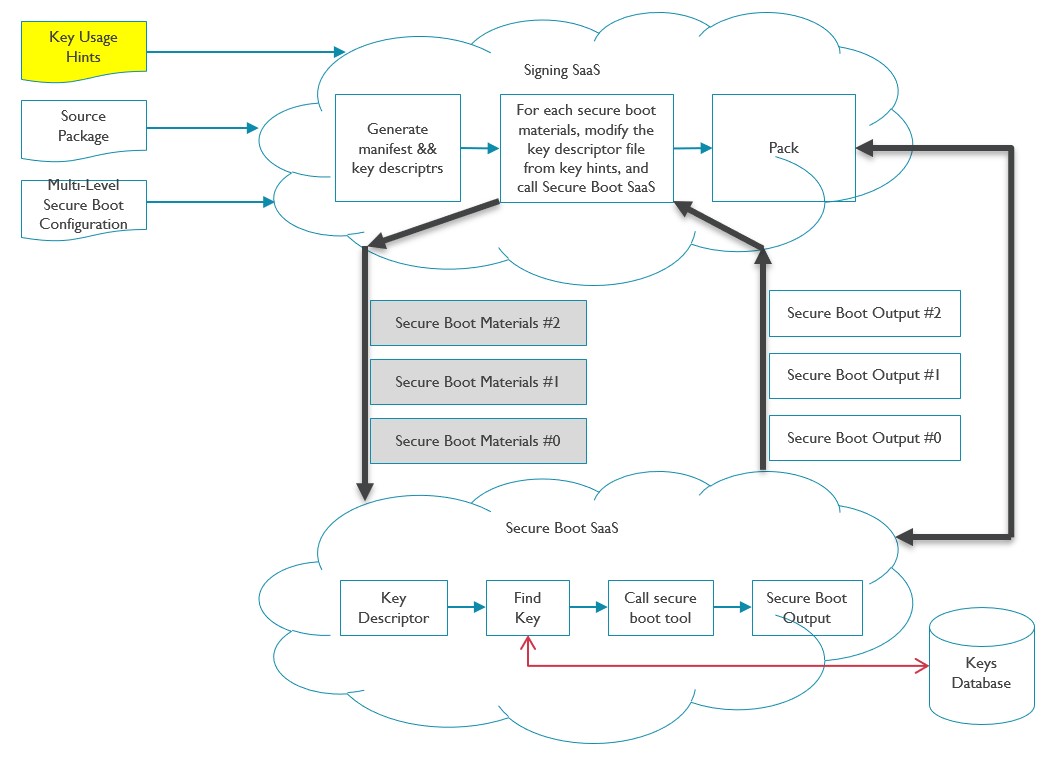 Key Usage
Hints
Source
Package
Multi-Level
Secure Boot
Configuration
Signing SaaS
Generate
manifest &&
key descriptrs
For each secure boot
materials, modify the
key descriptor file
from key hints, and
call Secure Boot SaaS
Pack
Secure Boot Materials #2
Secure Boot Materials #1
Secure Boot Materials #0
Secure Boot Output #2
Secure Boot Output #1
Secure Boot Output #0
Secure Boot SaaS
Key
Descriptor
Find
Key
Call secure
boot tool
Secure Boot
Output
Keys
Database